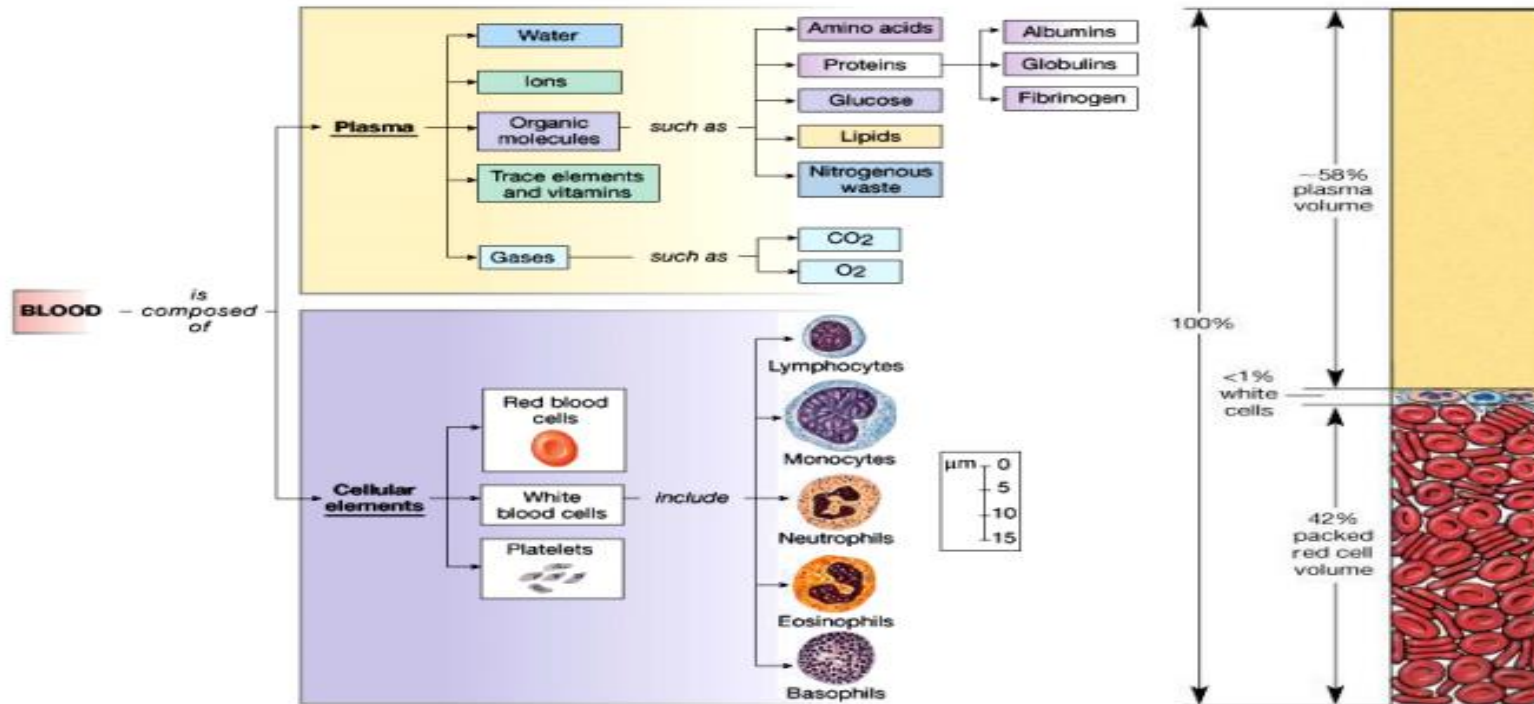 BLOOD
is
composed
of
Plasma
Water
Ions
Organic
molecules
such as
Trace elements
and vitamins
Gases
such as
Amino acids
Proteins
Glucose
Lipids
Nitrogenous
waste
CO2
O2
Albumins
Globulins
Fibrinogen
Cellular
elements
Red blood
cells
White
blood cells
Platelets
include
Lymphocytes
Monocytes
Neutrophils
Eosinophils
Basophils
µm 0
5
10
15
100%
~58%
plasma
volume
<1%
white
cells
42%
packed
red cell
volume